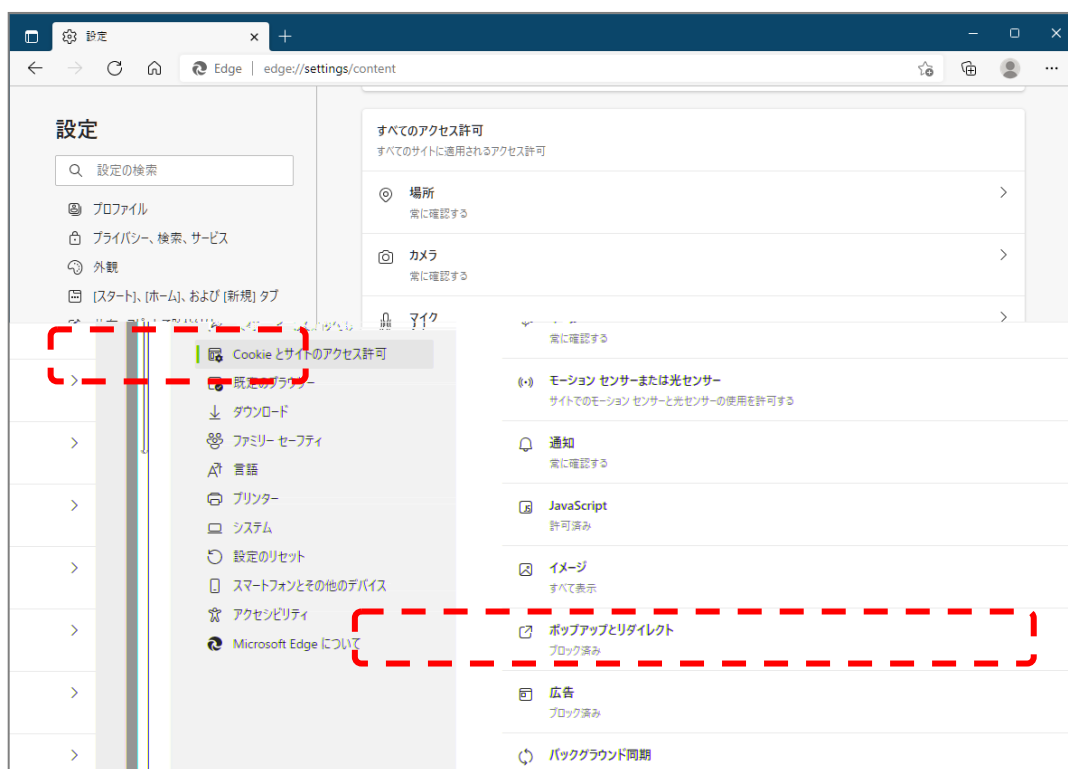 設定
Edge
edge://settings/content
設定
設定の検索
プロファイル
プライバシー、検索、サービス
外観
[スタート]、[ホーム]、および [新規] タブ
すべてのアクセス許可
すべてのサイトに適用されるアクセス許可
場所
常に確認する
カメラ
常に確認する
マイク
Cookie とサイトのアクセス許可
既定のブラウザー
ダウンロード
ファミリー セーフティ
言語
プリンター
システム
設定のリセット
スマートフォンとその他のデバイス
アクセシビリティ
Microsoft Edge について
常に確認する
モーション センサーまたは光センサー
サイトでのモーション センサーと光センサーの使用を許可する
通知
常に確認する
JavaScript
許可済み
イメージ
すべて表示
ポップアップとリダイレクト
ブロック済み
広告
ブロック済み
バックグラウンド同期